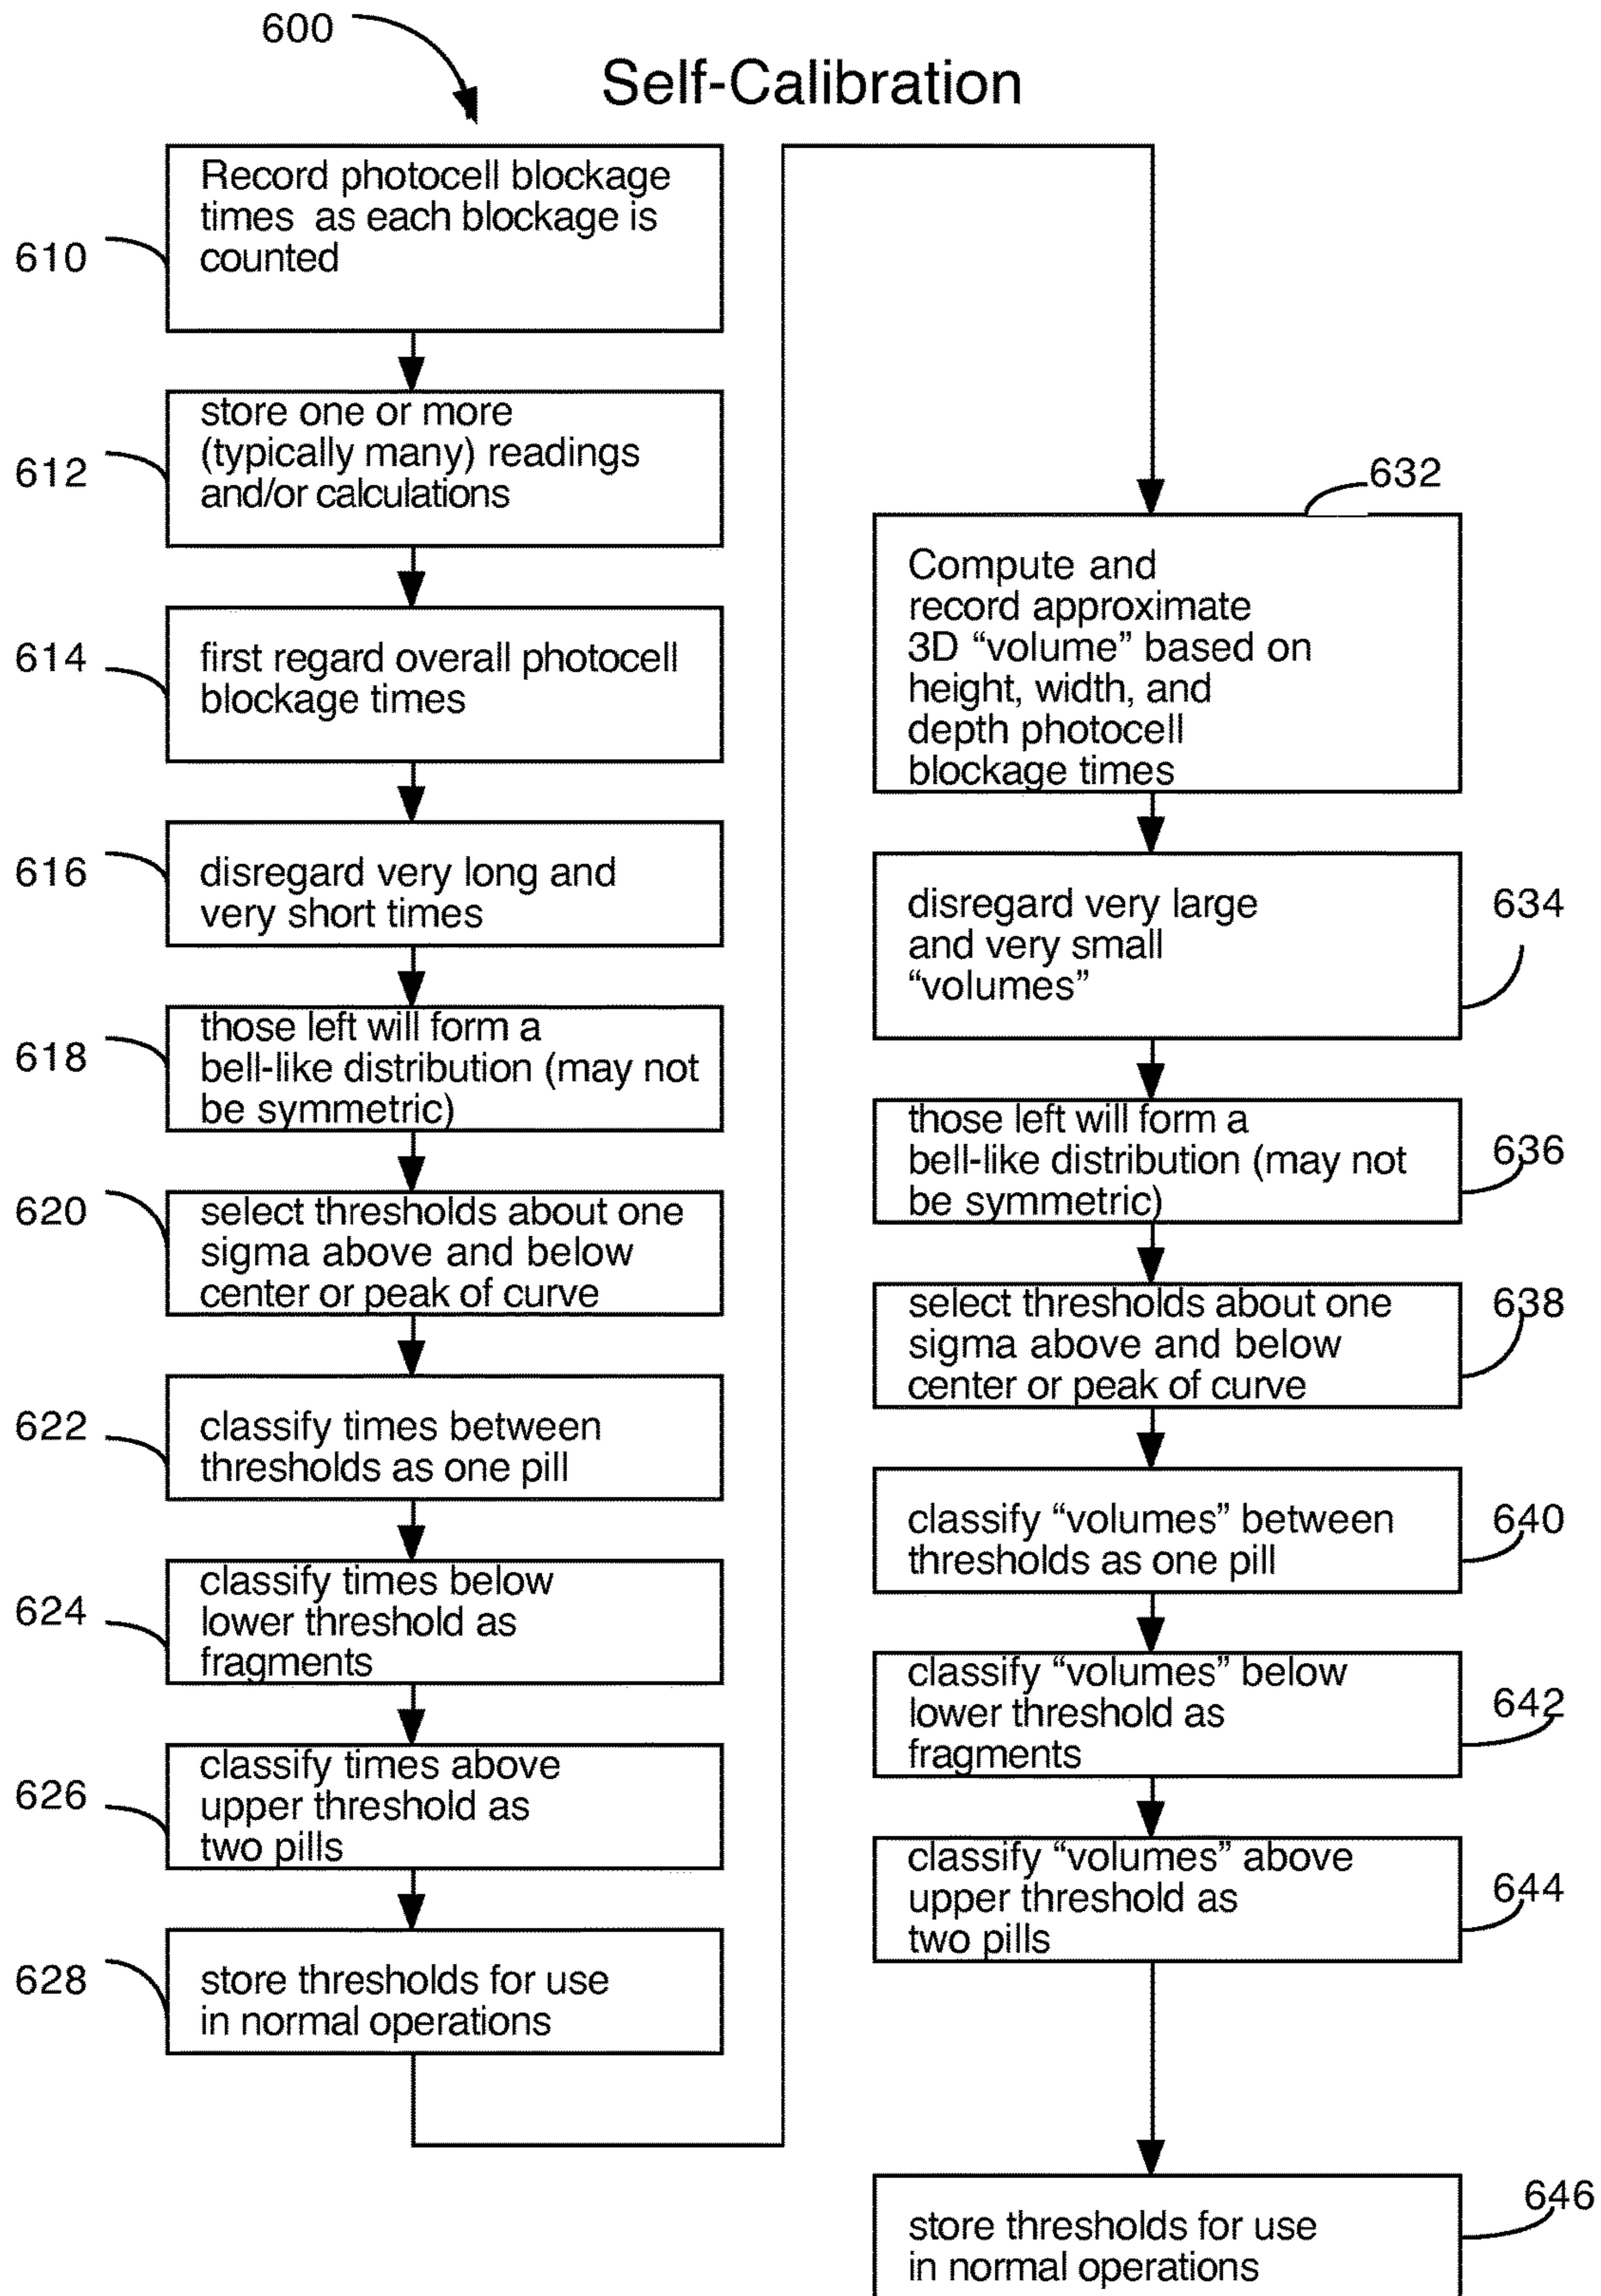 600
Self-Calibration
610
Record photocell blockage
times as each blockage is
counted
612
store one or more
(typically many) readings
and/or calculations
614
first regard overall photocell
blockage times
616
disregard very long and
very short times
618
those left will form a
bell-like distribution (may not
be symmetric)
620
select thresholds about one
sigma above and below
center or peak of curve
622
classify times between
thresholds as one pill
624
classify times below
lower threshold as
fragments
626
classify times above
upper threshold as
two pills
628
store thresholds for use
in normal operations
632
Compute and
record approximate
3D “volume” based on
height, width, and
depth photocell
blockage times
disregard very large
and very small
“volumes”
634
those left will form a
bell-like distribution (may not
be symmetric)
636
select thresholds about one
sigma above and below
center or peak of curve
638
classify “volumes” between
thresholds as one pill
640
classify “volumes” below
lower threshold as
fragments
642
classify “volumes” above
upper threshold as
two pills
644
store thresholds for use
in normal operations
646